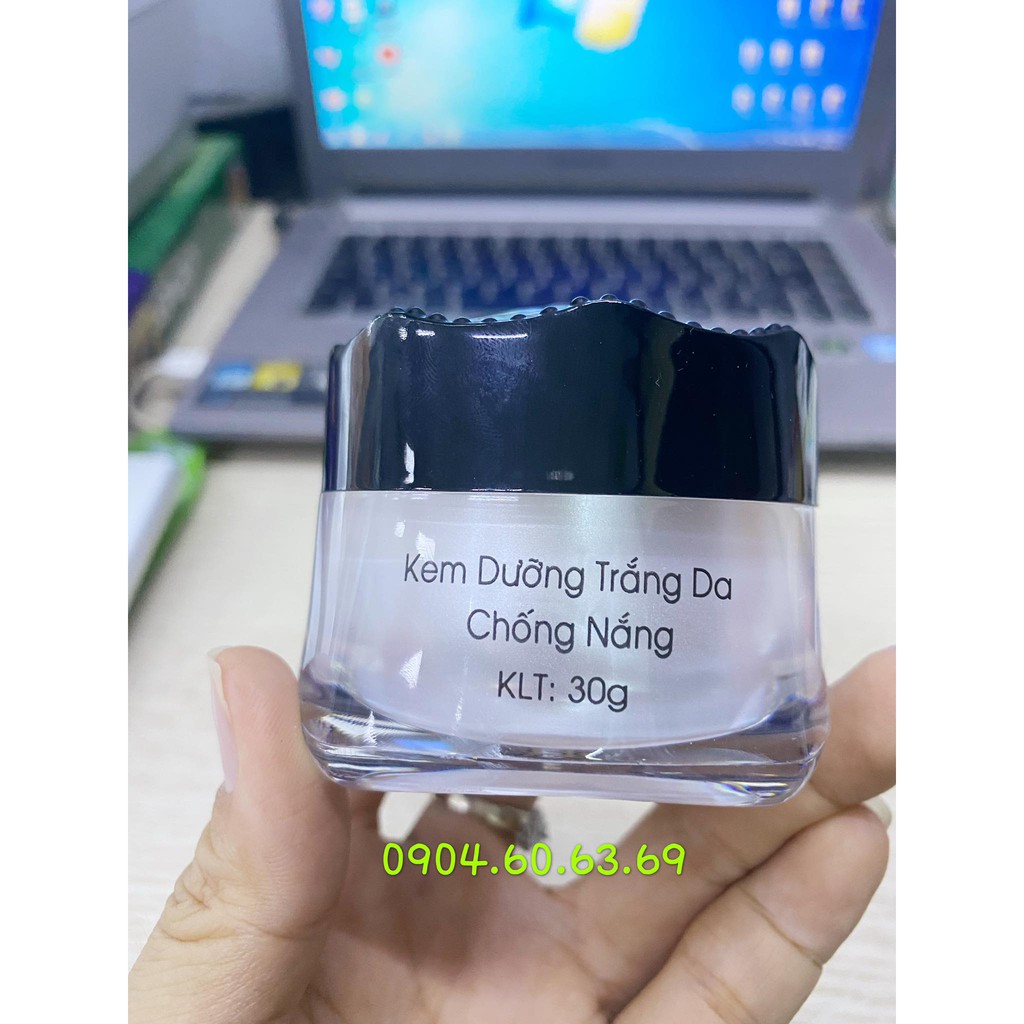 Kem Dưỡng Trắng Da
Chống Nắng
KLT: 30g
0904.60.63.69